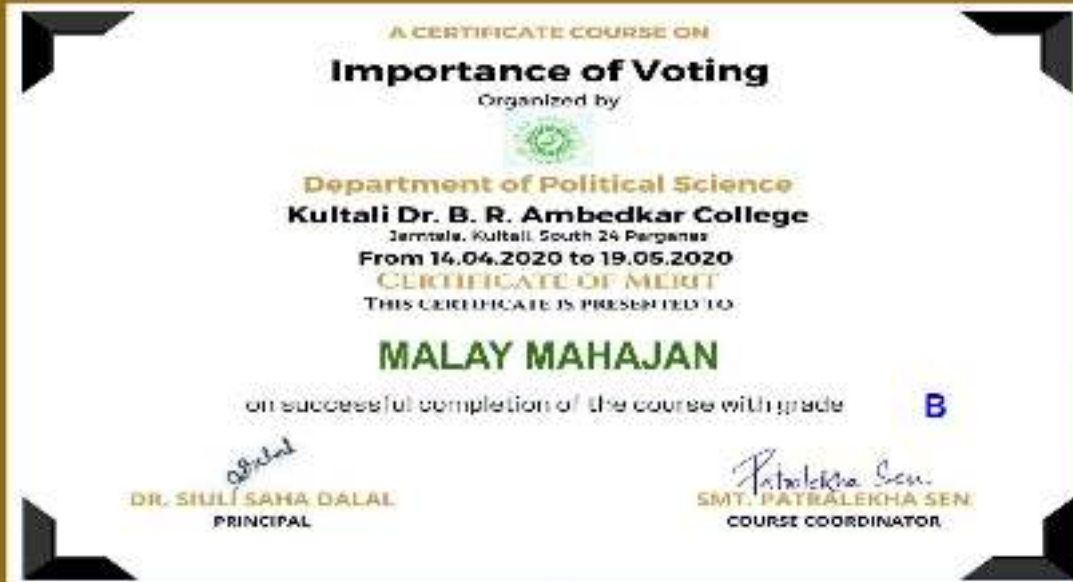 A CERTIFICATE COURSE ON
Importance of Voting
Organized by
Department of Political Science
Kultali Dr. B. R. Ambedkar College
Jamtala, Kultali, South 24 Parganas
From 14.04.2020 to 19.05.2020
CERTIFICATE OF MERIT
THIS CERTIFICATE IS PRESENTED TO
MALAY MAHAJAN
on successful completion of the course with grade B
Patralekha Sen.
DR. SIULI SAHA DALAL
SMT. PATRALEKHA SEN
PRINCIPAL
COURSE COORDINATOR